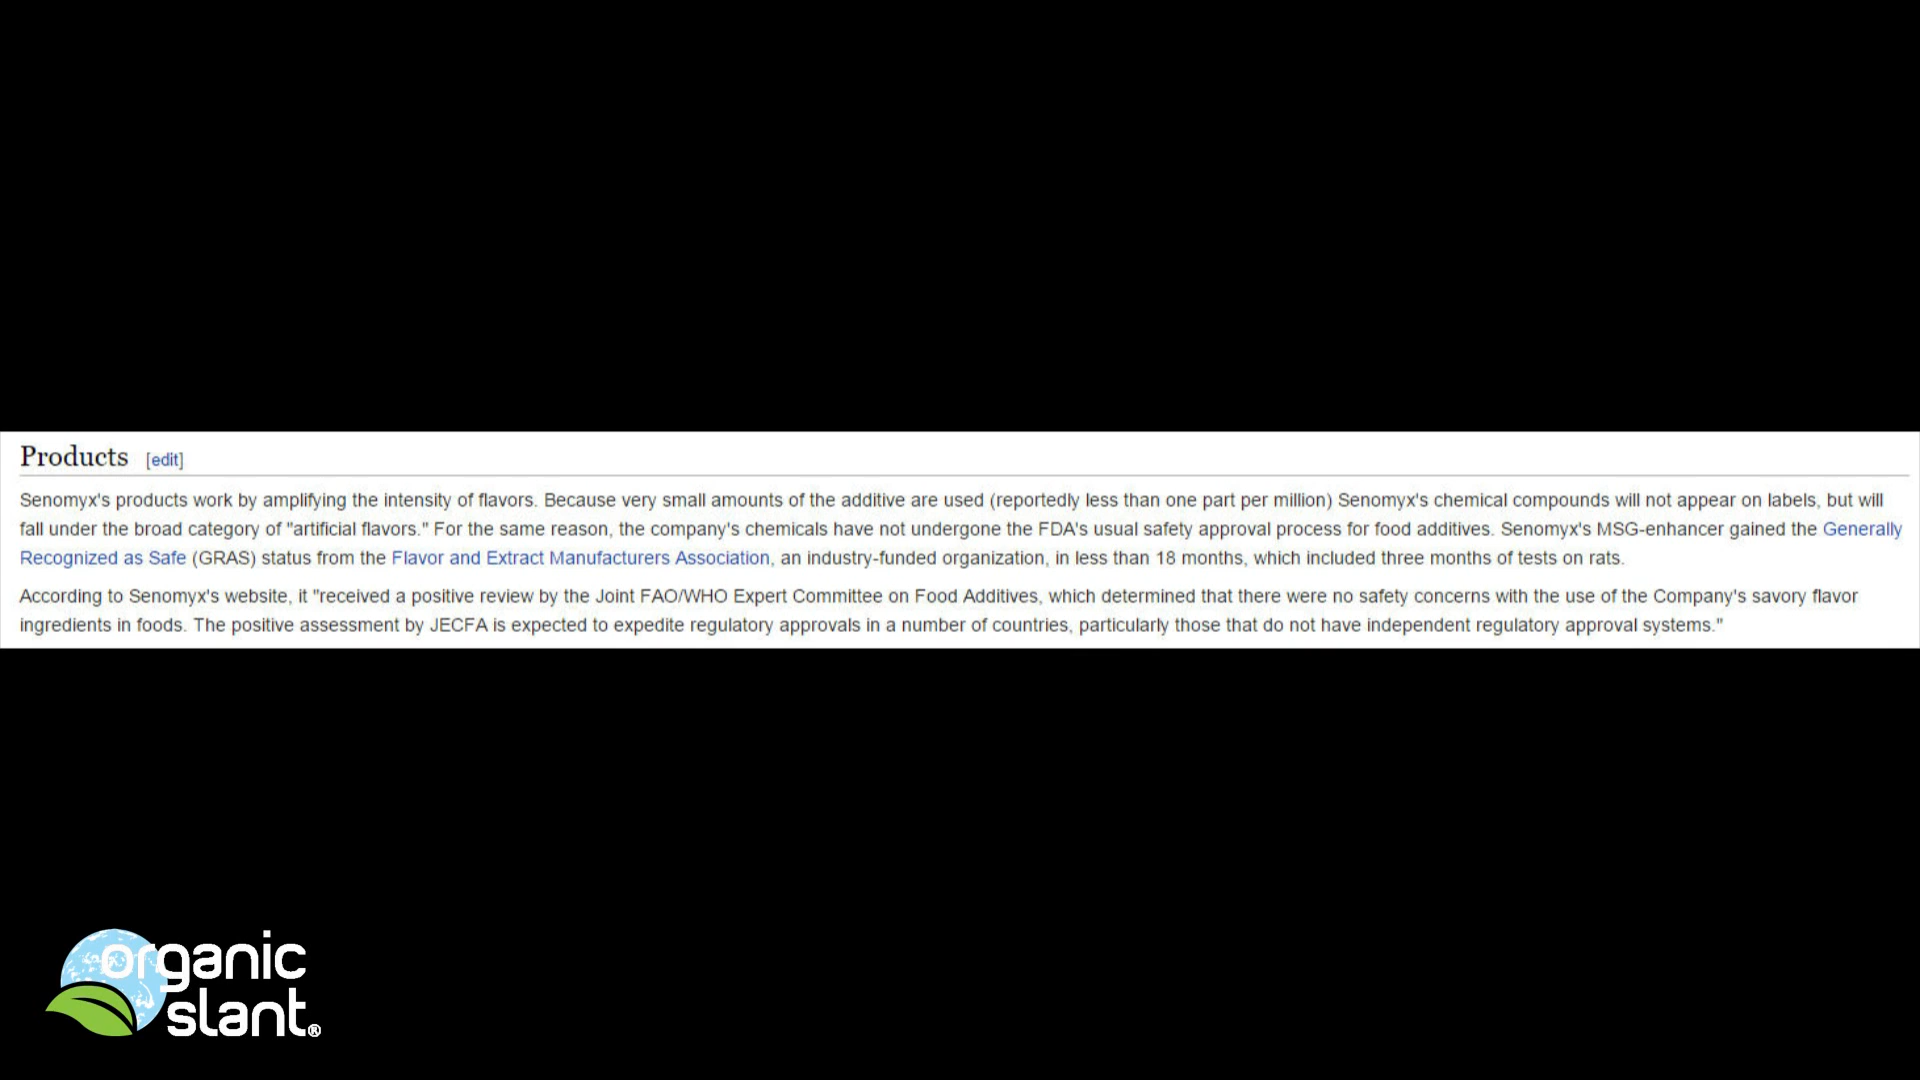 Products [edit]
Senomyx's products work by amplifying the intensity of flavors. Because very small amounts of the additive are used (reportedly less than one part per million) Senomyx's chemical compounds will not appear on labels, but will
fall under the broad category of "artificial flavors." For the same reason, the company's chemicals have not undergone the FDA's usual safety approval process for food additives. Senomyx's MSG-enhancer gained the Generally
Recognized as Safe (GRAS) status from the Flavor and Extract Manufacturers Association, an industry-funded organization, in less than 18 months, which included three months of tests on rats.
According to Senomyx's website, it "received a positive review by the Joint FAO/WHO Expert Committee on Food Additives, which determined that there were no safety concerns with the use of the Company's savory flavor
ingredients in foods. The positive assessment by JECFA is expected to expedite regulatory approvals in a number of countries, particularly those that do not have independent regulatory approval systems."
organic
slant®